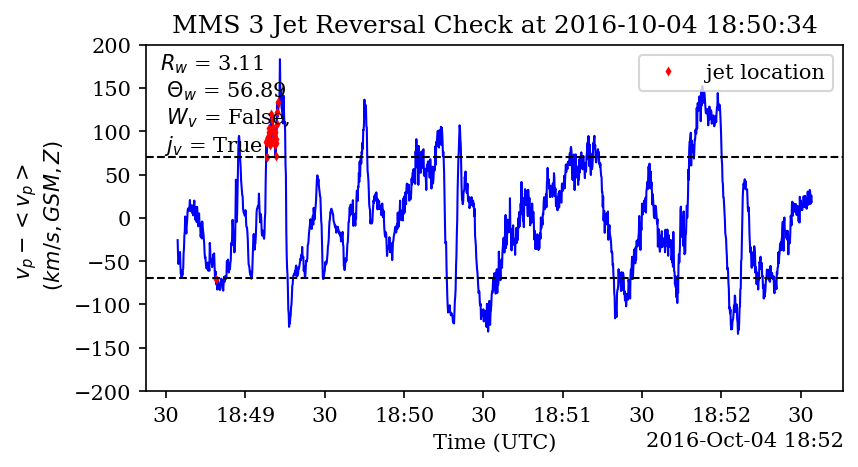 MMS 3 Jet Reversal Check at 2016-10-04 18:50:34
R_w = 3.11
Θ_w = 56.89
W_v = False,
j_v = True
jet location
v_p − <v_p>
(km/s, GSM, Z)
200
150
100
50
0
−50
−100
−150
−200
30 18:49 30 18:50 30 18:51 30 18:52 30
Time (UTC)
2016-Oct-04 18:52